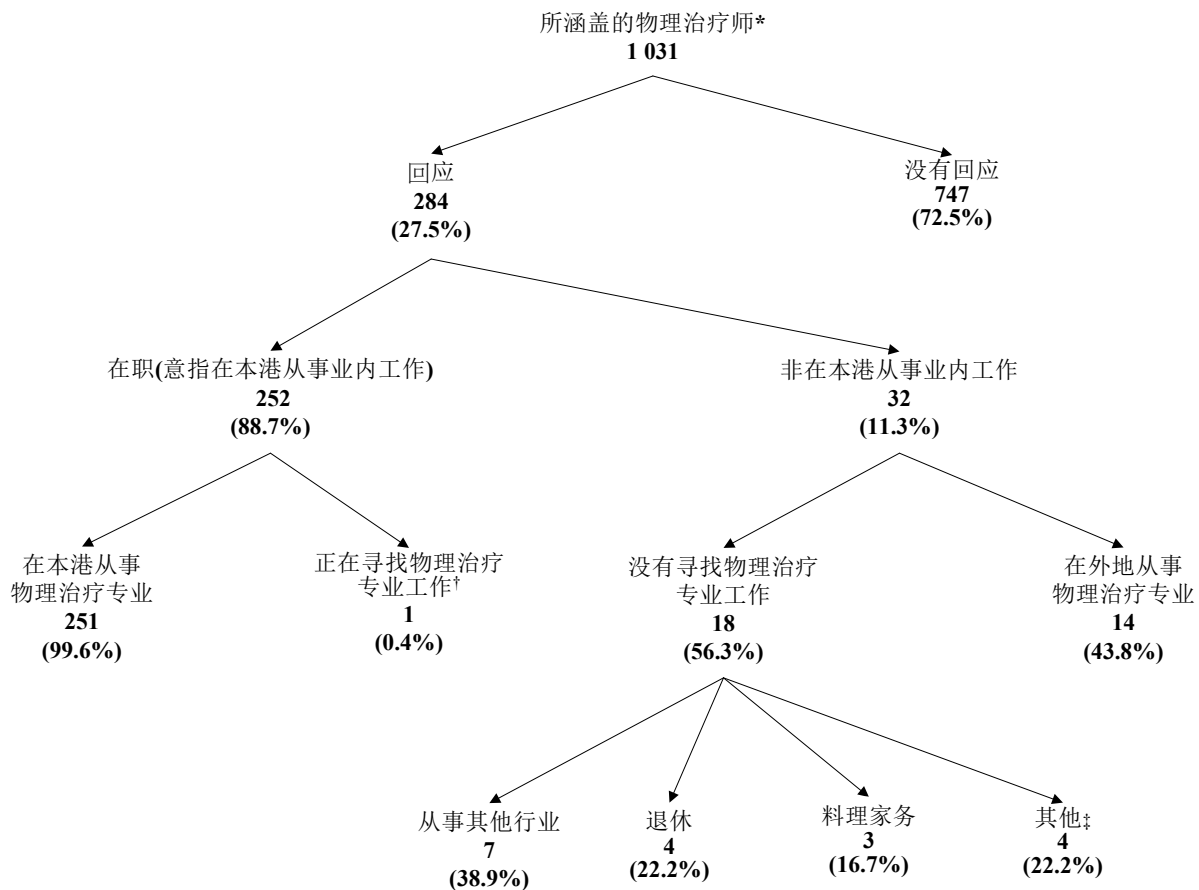 所涵盖的物理治疗师*
1 031
回应
284
(27.5%)
没有回应
747
(72.5%)
在职(意指在本港从事业内工作)
252
(88.7%)
非在本港从事业内工作
32
(11.3%)
在本港从事
物理治疗专业
251
(99.6%)
正在寻找物理治疗
专业工作†
1
(0.4%)
没有寻找物理治疗
专业工作
18
(56.3%)
在外地从事
物理治疗专业
14
(43.8%)
从事其他行业
7
(38.9%)
退休
4
(22.2%)
料理家务
3
(16.7%)
其他‡
4
(22.2%)